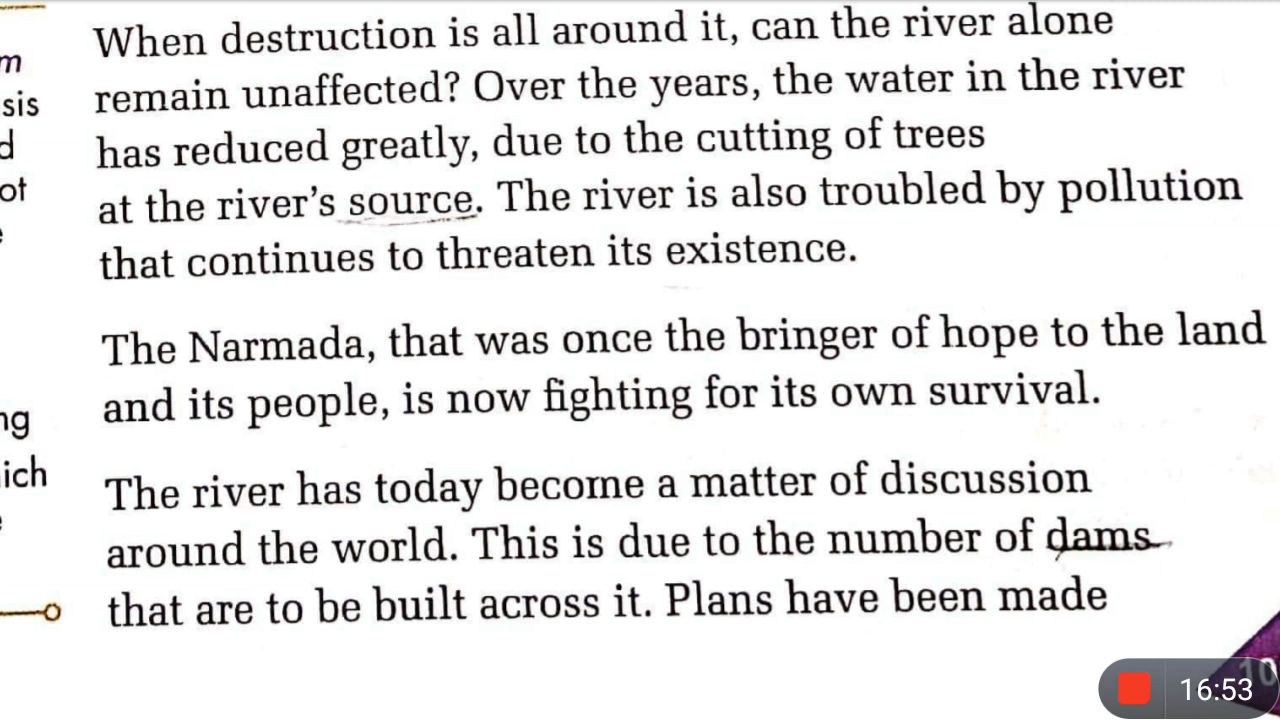 When destruction is all around it, can the river alone
remain unaffected? Over the years, the water in the river
has reduced greatly, due to the cutting of trees
at the river's source. The river is also troubled by pollution
that continues to threaten its existence.
The Narmada, that was once the bringer of hope to the land
and its people, is now fighting for its own survival.
The river has today become a matter of discussion
around the world. This is due to the number of dams
that are to be built across it. Plans have been made
m
sis
d
ot
e
ng
ich
e
10
16:53